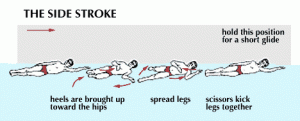 THE SIDE STROKE
hold this position
for a short glide
heels are brought up
toward the hips
spread legs
scissors kick
legs together